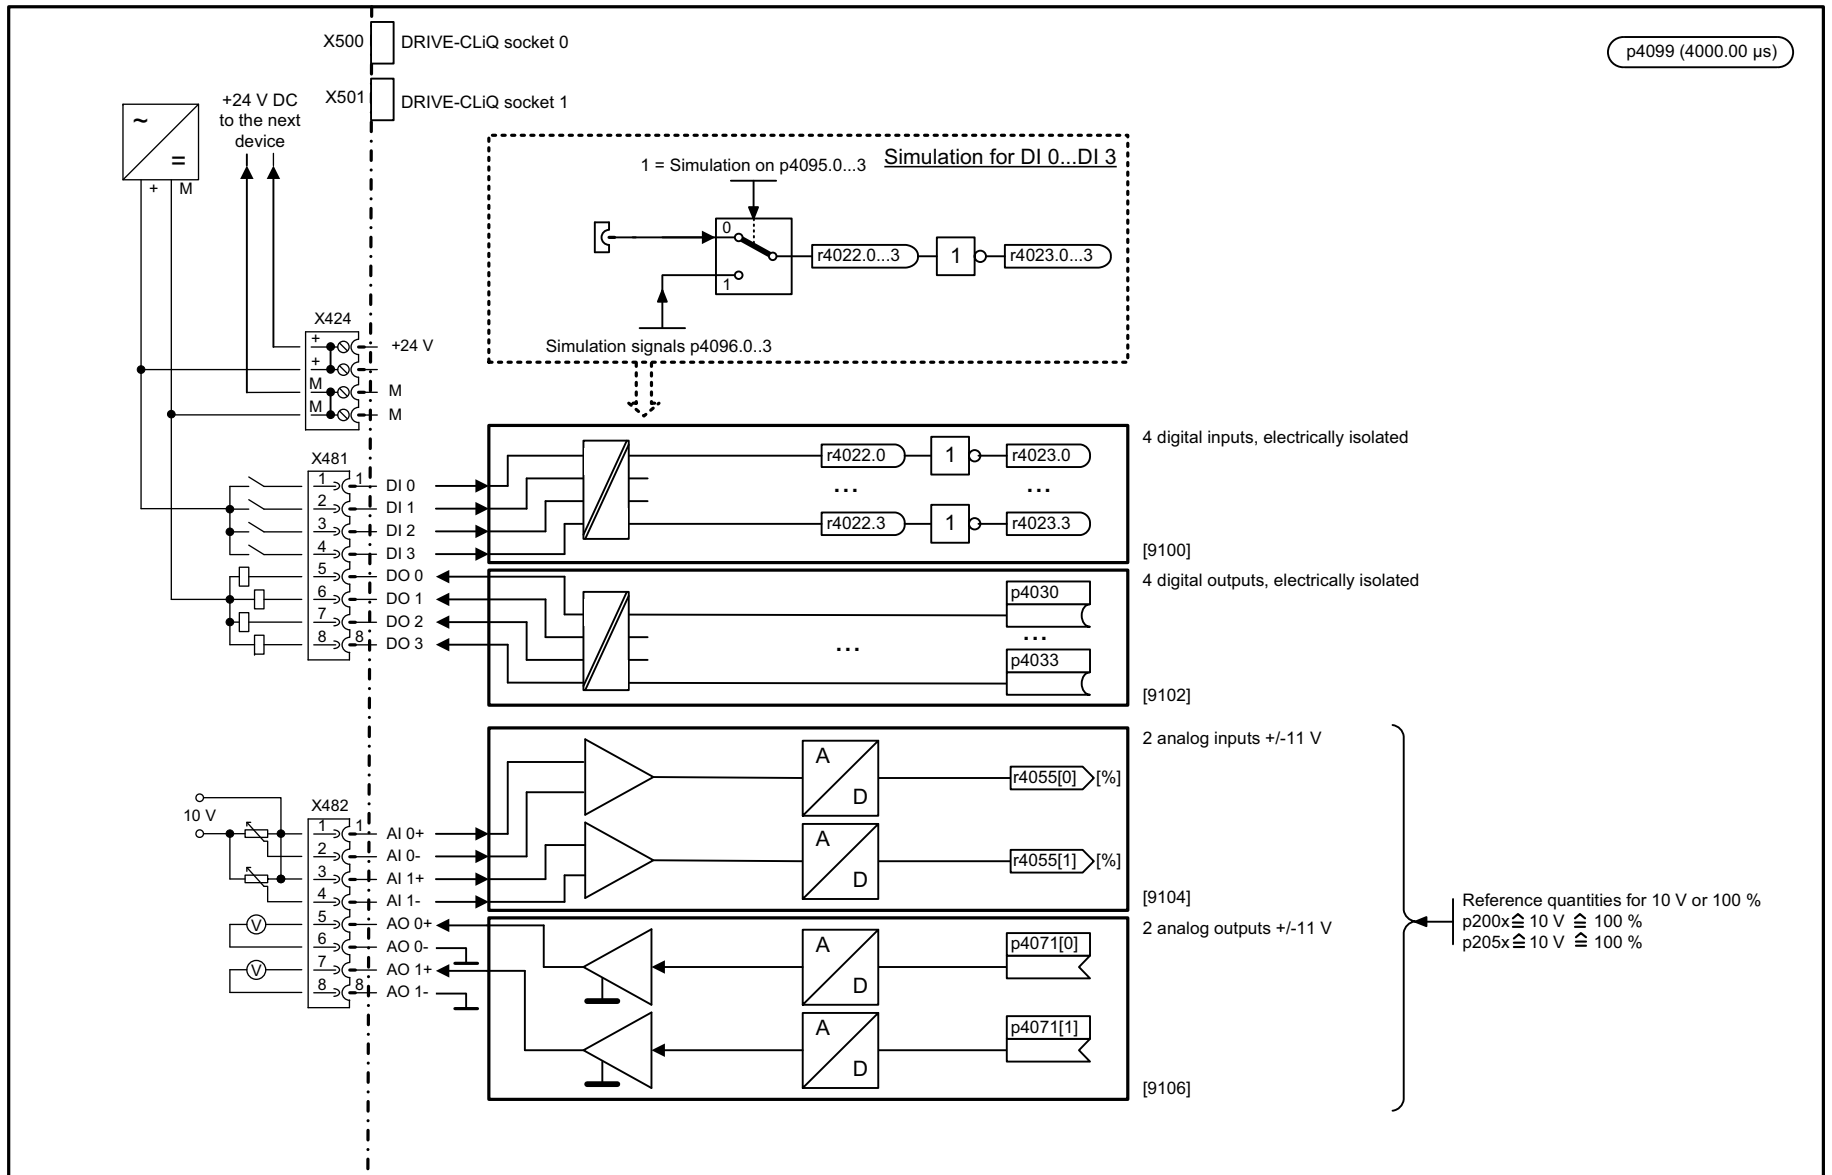 X500
DRIVE-CLiQ socket 0
p4099 (4000.00 µs)
X501
DRIVE-CLiQ socket 1
+24 V DC
to the next
device
~
=
+ M
Simulation for DI 0...DI 3
1 = Simulation on p4095.0...3
0
1
r4022.0...3
1
r4023.0...3
Simulation signals p4096.0..3
X424
+
+24 V
+
M
M
M
M
4 digital inputs, electrically isolated
r4022.0
1
r4023.0
...
...
r4022.3
1
r4023.3
[9100]
X481
1 1 DI 0
2 DI 1
3 DI 2
4 DI 3
5 DO 0
6 DO 1
7 DO 2
8 8 DO 3
4 digital outputs, electrically isolated
p4030
...
...
p4033
[9102]
2 analog inputs +/-11 V
A
D
r4055[0] [%]
A
D
r4055[1] [%]
[9104]
10 V
X482
1 1 AI 0+
2 AI 0-
3 AI 1+
4 AI 1-
V
5 AO 0+
6 AO 0-
V
7 AO 1+
8 8 AO 1-
2 analog outputs +/-11 V
A
D
p4071[0]
A
D
p4071[1]
[9106]
Reference quantities for 10 V or 100 %
p200x≙ 10 V ≙ 100 %
p205x≙ 10 V ≙ 100 %